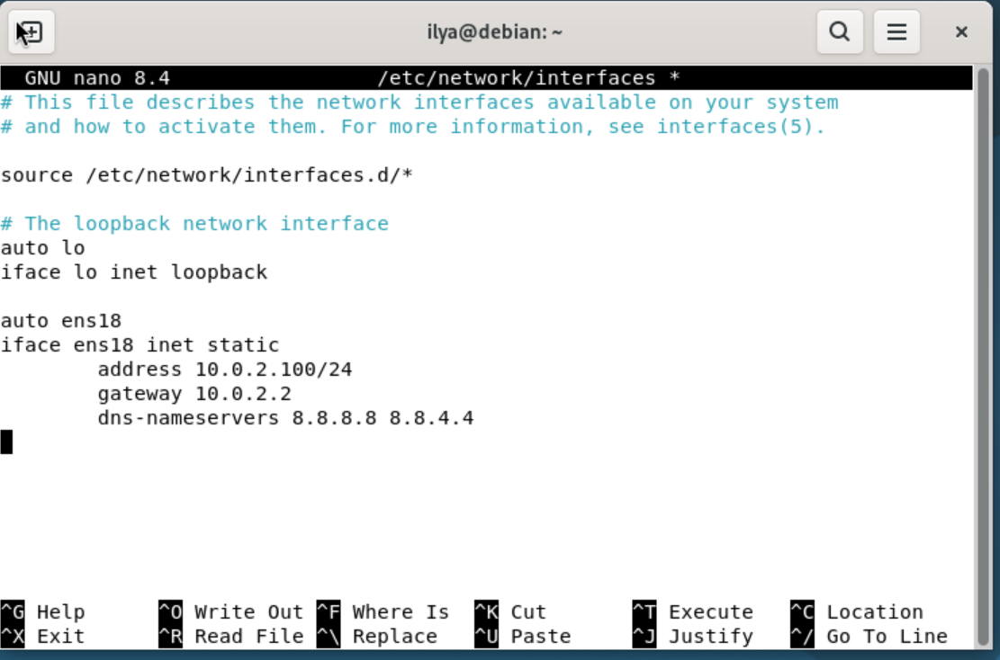 ilya@debian: ~
GNU nano 8.4 /etc/network/interfaces *
# This file describes the network interfaces available on your system
# and how to activate them. For more information, see interfaces(5).
source /etc/network/interfaces.d/*
# The loopback network interface
auto lo
iface lo inet loopback
auto ens18
iface ens18 inet static
address 10.0.2.100/24
gateway 10.0.2.2
dns-nameservers 8.8.8.8 8.8.4.4
^G Help ^O Write Out ^F Where Is ^K Cut ^T Execute ^C Location
^X Exit ^R Read File ^\ Replace ^U Paste ^J Justify ^/ Go To Line